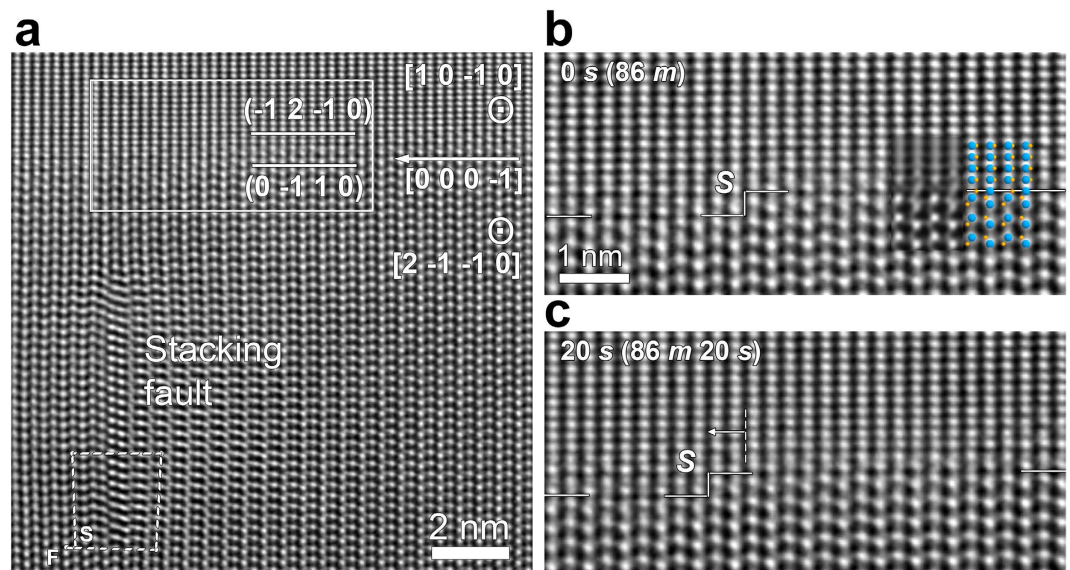 a
[1 0 -1 0]
(-1 2 -1 0)
(0 -1 1 0)
[0 0 0 -1]
[2 -1 -1 0]
Stacking
fault
S
F
2 nm
b
0 s (86 m)
S
1 nm
c
20 s (86 m 20 s)
S